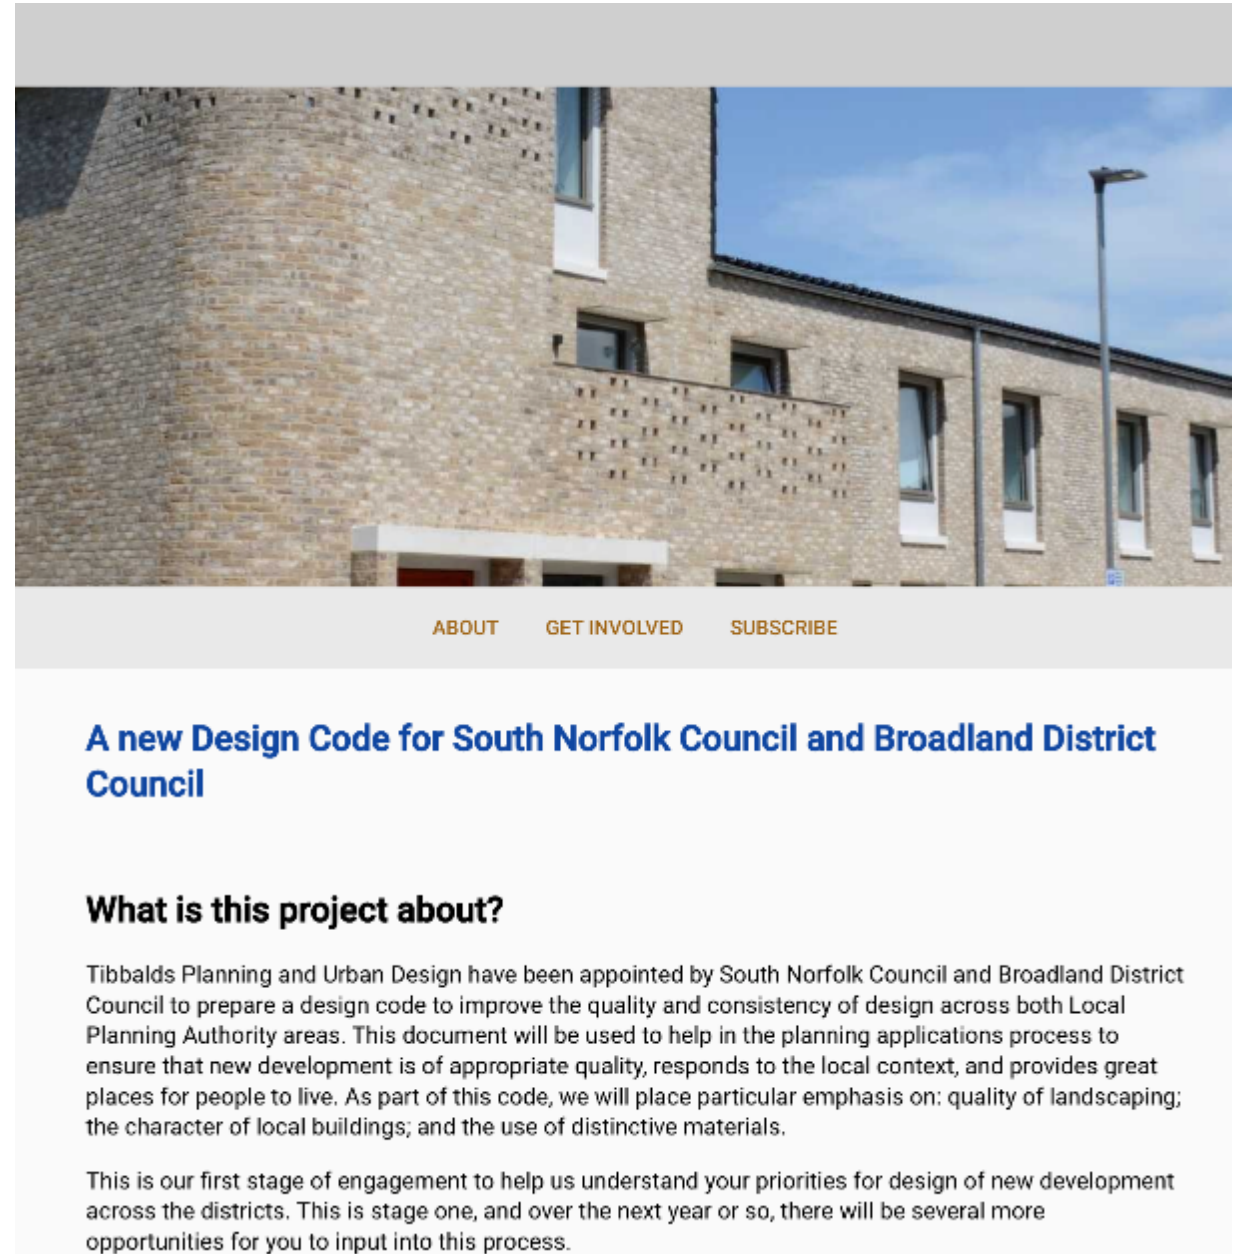 ABOUT GET INVOLVED SUBSCRIBE
A new Design Code for South Norfolk Council and Broadland District
Council
What is this project about?
Tibbalds Planning and Urban Design have been appointed by South Norfolk Council and Broadland District
Council to prepare a design code to improve the quality and consistency of design across both Local
Planning Authority areas. This document will be used to help in the planning applications process to
ensure that new development is of appropriate quality, responds to the local context, and provides great
places for people to live. As part of this code, we will place particular emphasis on: quality of landscaping;
the character of local buildings; and the use of distinctive materials.
This is our first stage of engagement to help us understand your priorities for design of new development
across the districts. This is stage one, and over the next year or so, there will be several more
opportunities for you to input into this process.